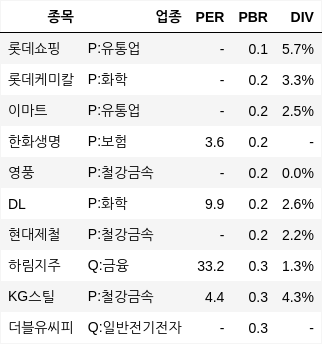 종목 업종 PER PBR DIV
롯데쇼핑 P:유통업 - 0.1 5.7%
롯데케미칼 P:화학 - 0.2 3.3%
이마트 P:유통업 - 0.2 2.5%
한화생명 P:보험 3.6 0.2 -
영풍 P:철강금속 - 0.2 0.0%
DL P:화학 9.9 0.2 2.6%
현대제철 P:철강금속 - 0.2 2.2%
하림지주 Q:금융 33.2 0.3 1.3%
KG스틸 P:철강금속 4.4 0.3 4.3%
더블유씨피 Q:일반전기전자 - 0.3 -